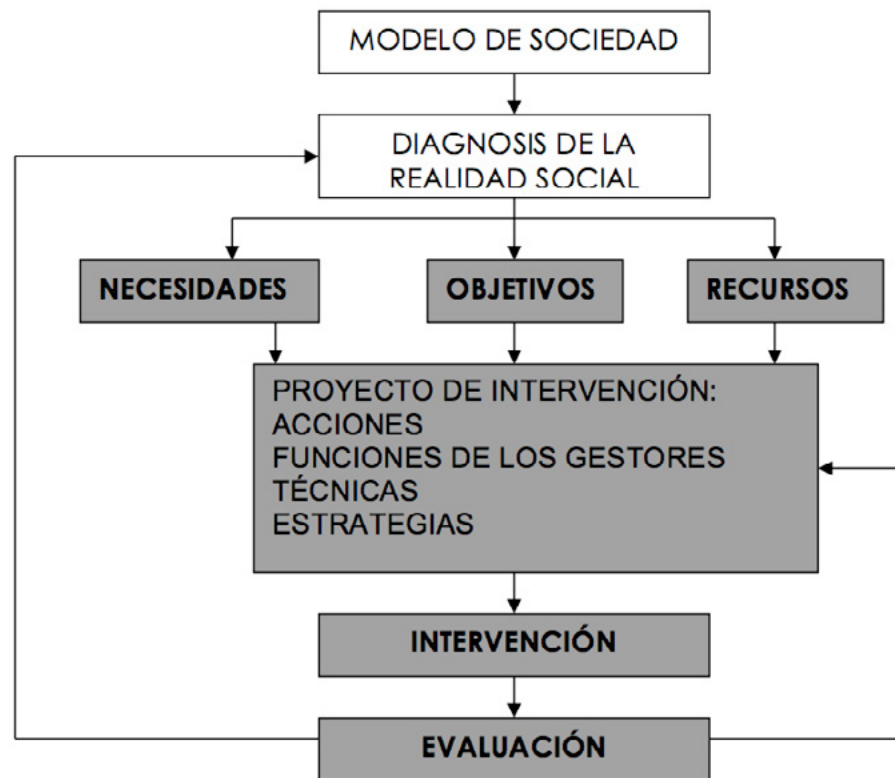 MODELO DE SOCIEDAD
DIAGNOSIS DE LA
REALIDAD SOCIAL
NECESIDADES
OBJETIVOS
RECURSOS
PROYECTO DE INTERVENCIÓN:
ACCIONES
FUNCIONES DE LOS GESTORES
TÉCNICAS
ESTRATEGIAS
INTERVENCIÓN
EVALUACIÓN